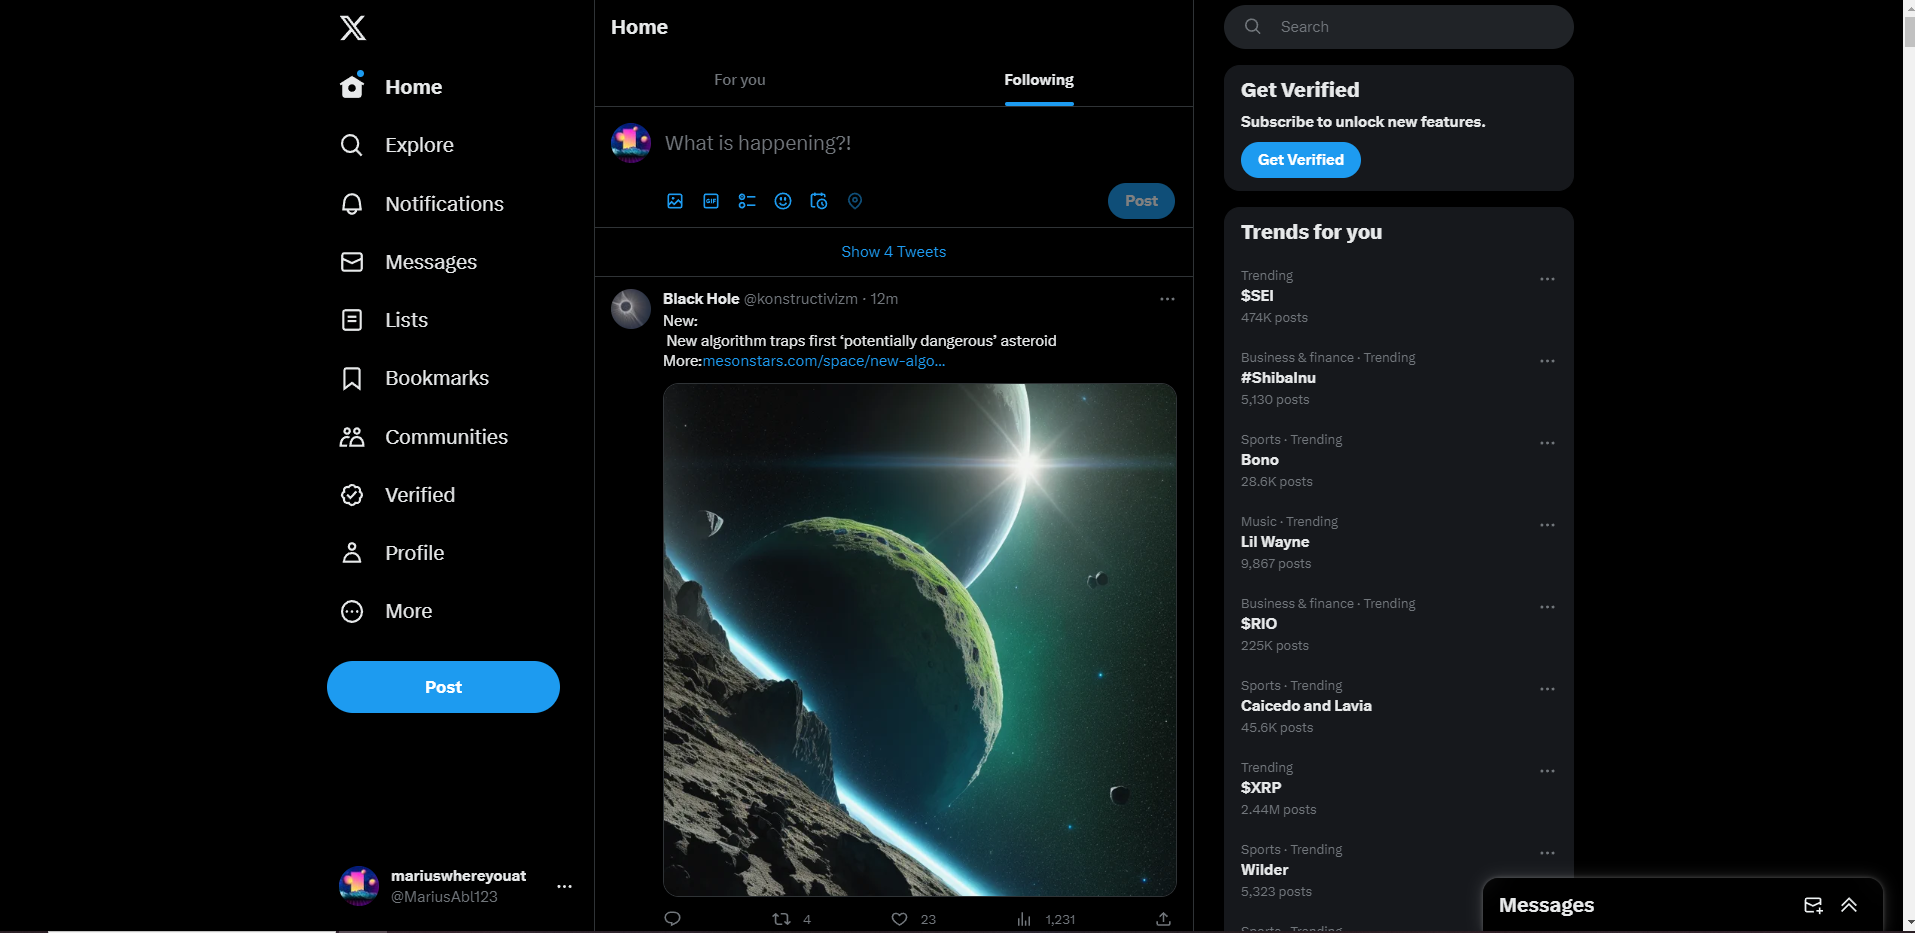 X
Home
Explore
Notifications
Messages
Lists
Bookmarks
Communities
Verified
Profile
More
Post
mariuswhereyouat
@MariusAbl123
Home
For you
Following
What is happening?!
GIF
Post
Show 4 Tweets
Black Hole @konstructivizm · 12m
New:
New algorithm traps first ‘potentially dangerous’ asteroid
More:mesonstars.com/space/new-algo…
4
23
1,231
Search
Get Verified
Subscribe to unlock new features.
Get Verified
Trends for you
Trending
$SEI
474K posts
Business & finance · Trending
#ShibaInu
5,130 posts
Sports · Trending
Bono
28.6K posts
Music · Trending
Lil Wayne
9,867 posts
Business & finance · Trending
$RIO
225K posts
Sports · Trending
Caicedo and Lavia
45.6K posts
Trending
$XRP
2.44M posts
Sports · Trending
Wilder
5,323 posts
Sports · Trending
Messages